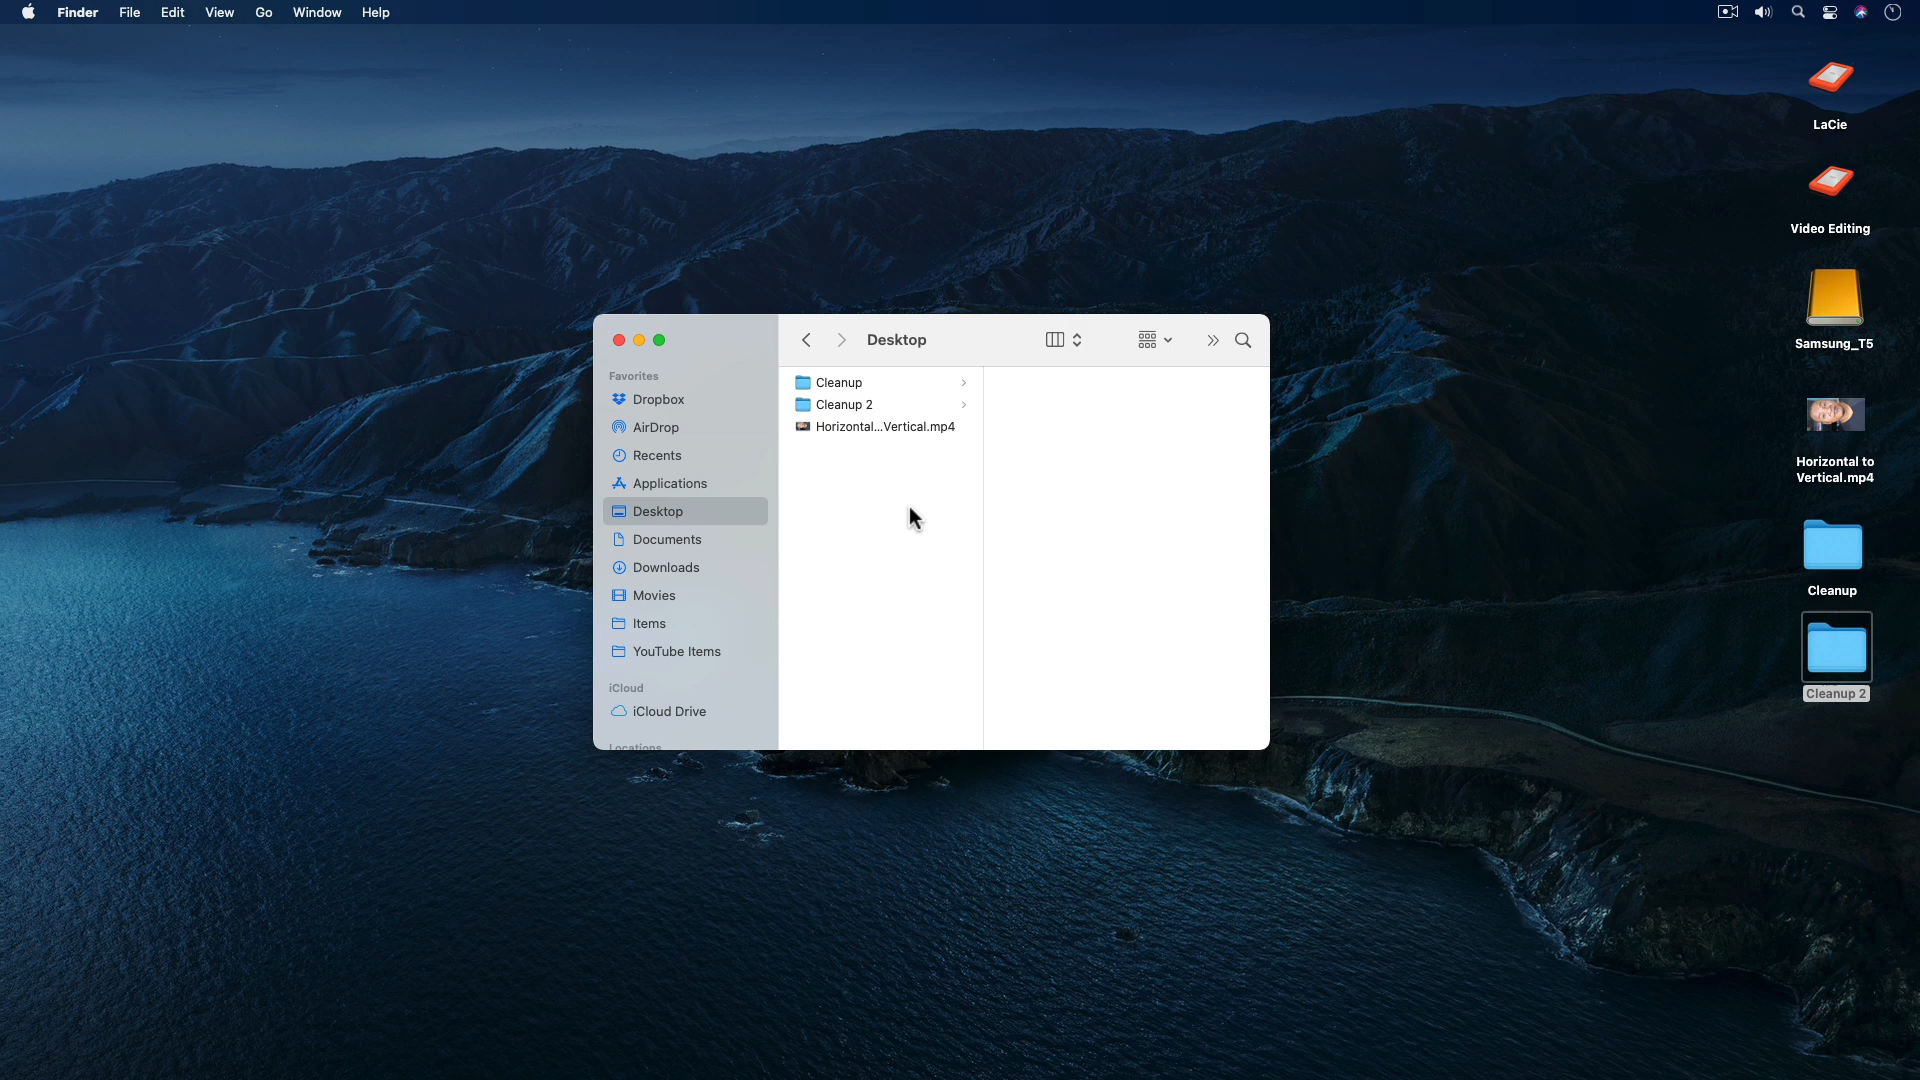 Finder File Edit View Go Window Help
LaCie
Video Editing
Samsung_T5
Horizontal to
Vertical.mp4
Cleanup
Cleanup 2
Desktop
Favorites
Dropbox
AirDrop
Recents
Applications
Desktop
Documents
Downloads
Movies
Items
YouTube Items
iCloud
iCloud Drive
Locations
Cleanup
Cleanup 2
Horizontal...Vertical.mp4